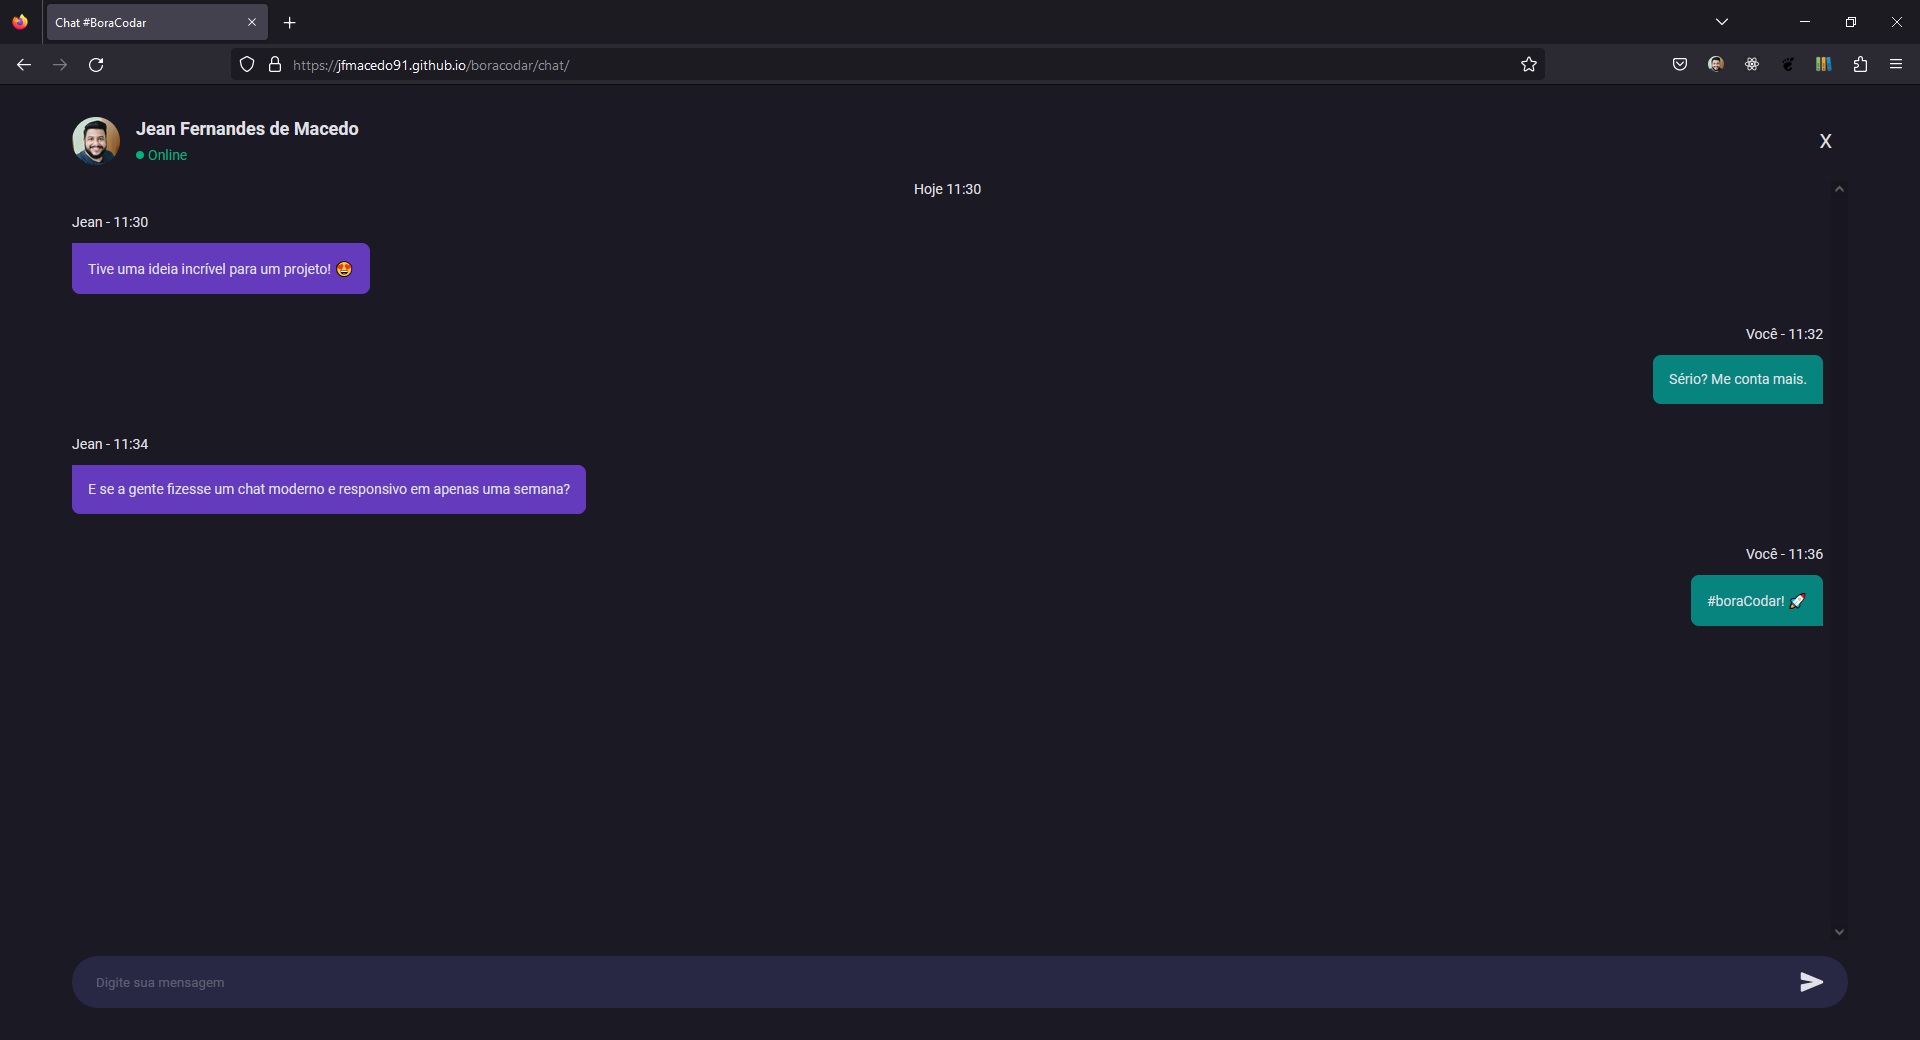 Chat #BoraCodar
https://jfmacedo91.github.io/boracodar/chat/
Jean Fernandes de Macedo
Online
X
Hoje 11:30
Jean - 11:30
Tive uma ideia incrível para um projeto! 🤩
Você - 11:32
Sério? Me conta mais.
Jean - 11:34
E se a gente fizesse um chat moderno e responsivo em apenas uma semana?
Você - 11:36
#boraCodar! 🚀
Digite sua mensagem